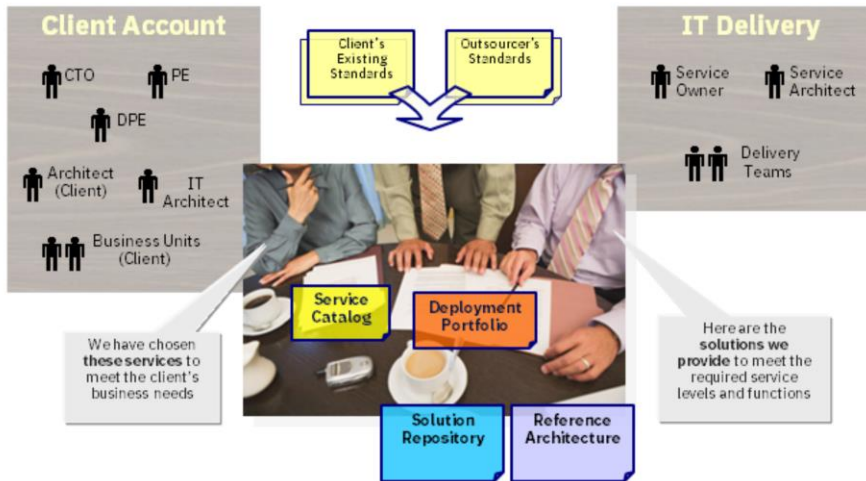 Client Account
CTO
PE
DPE
Architect
(Client)
IT
Architect
Business Units
(Client)
Client's
Existing
Standards
Outsourcer's
Standards
IT Delivery
Service
Owner
Service
Architect
Delivery
Teams
We have chosen
these services to
meet the client's
business needs
Service
Catalog
Deployment
Portfolio
Here are the
solutions we
provide to meet the
required service
levels and functions
Solution
Repository
Reference
Architecture